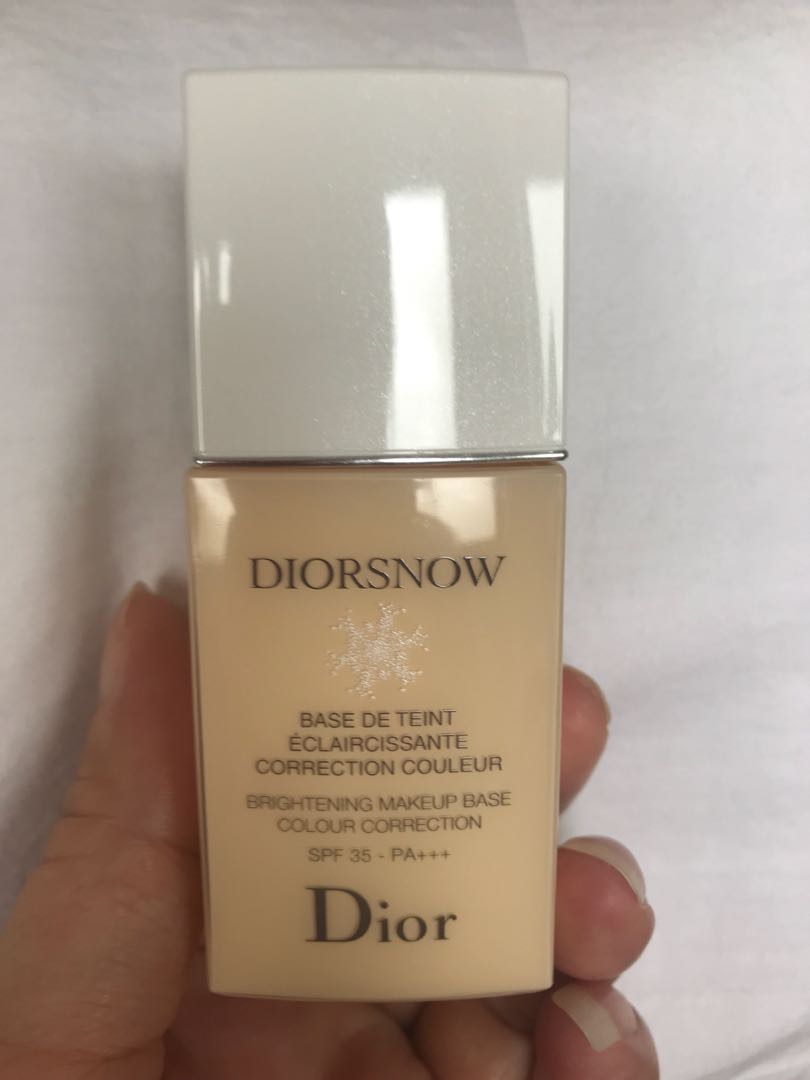 DIORSNOW
BASE DE TEINT
ÉCLAIRCISSANTE
CORRECTION COULEUR
BRIGHTENING MAKEUP BASE
COLOUR CORRECTION
SPF 35 - PA+++
Dior